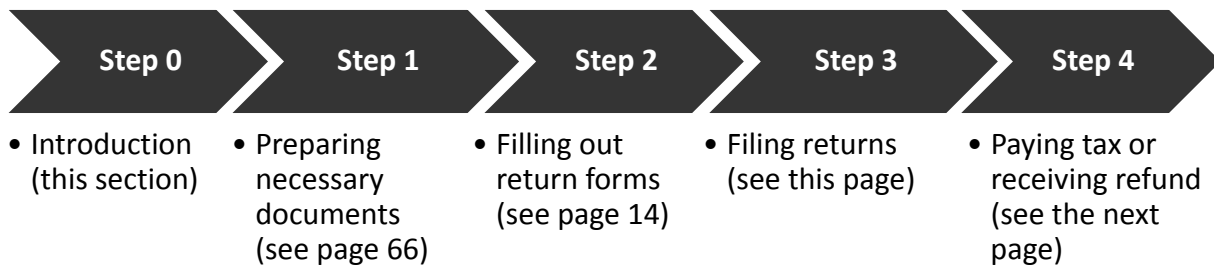 Step 0
Step 1
Step 2
Step 3
Step 4
• Introduction
(this section)
• Preparing
necessary
documents
(see page 66)
• Filling out
return forms
(see page 14)
• Filing returns
(see this page)
• Paying tax or
receiving refund
(see the next
page)